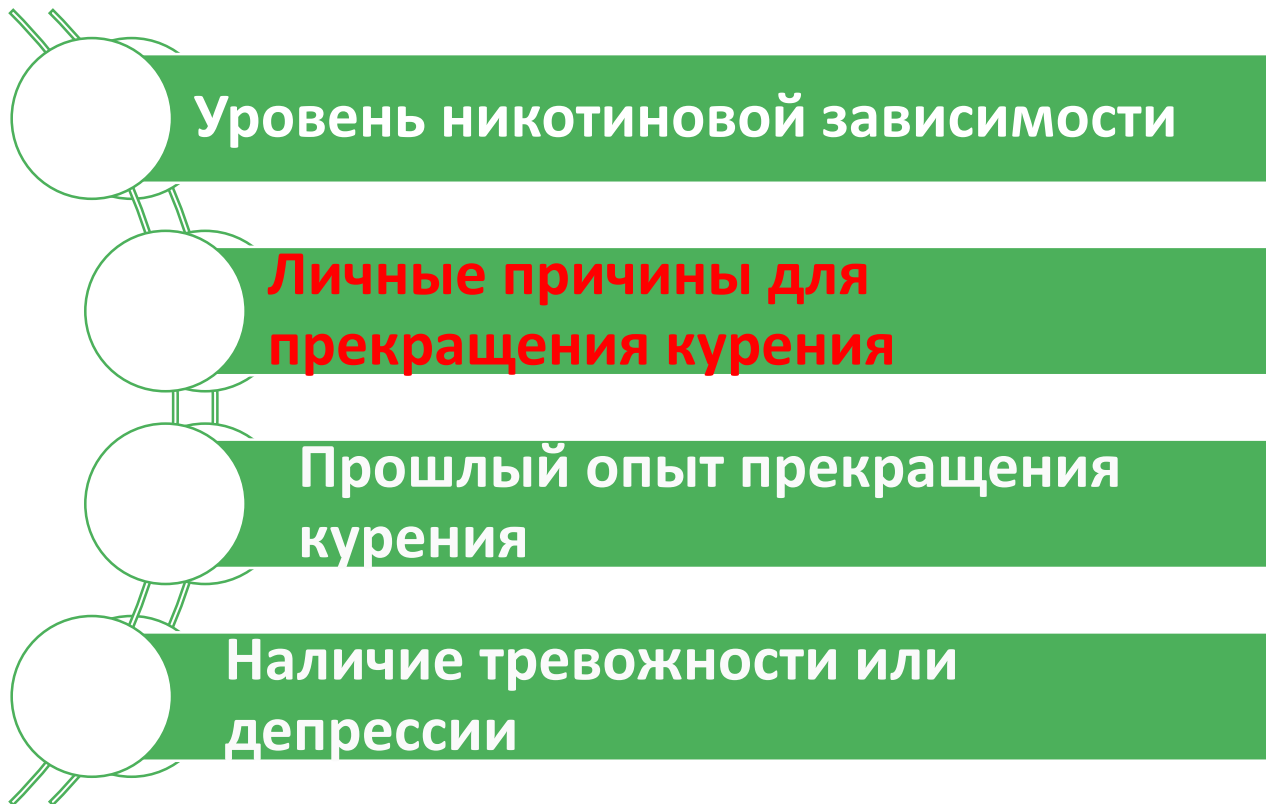 Уровень никотиновой зависимости
Личные причины для
прекращения курения
Прошлый опыт прекращения
курения
Наличие тревожности или
депрессии